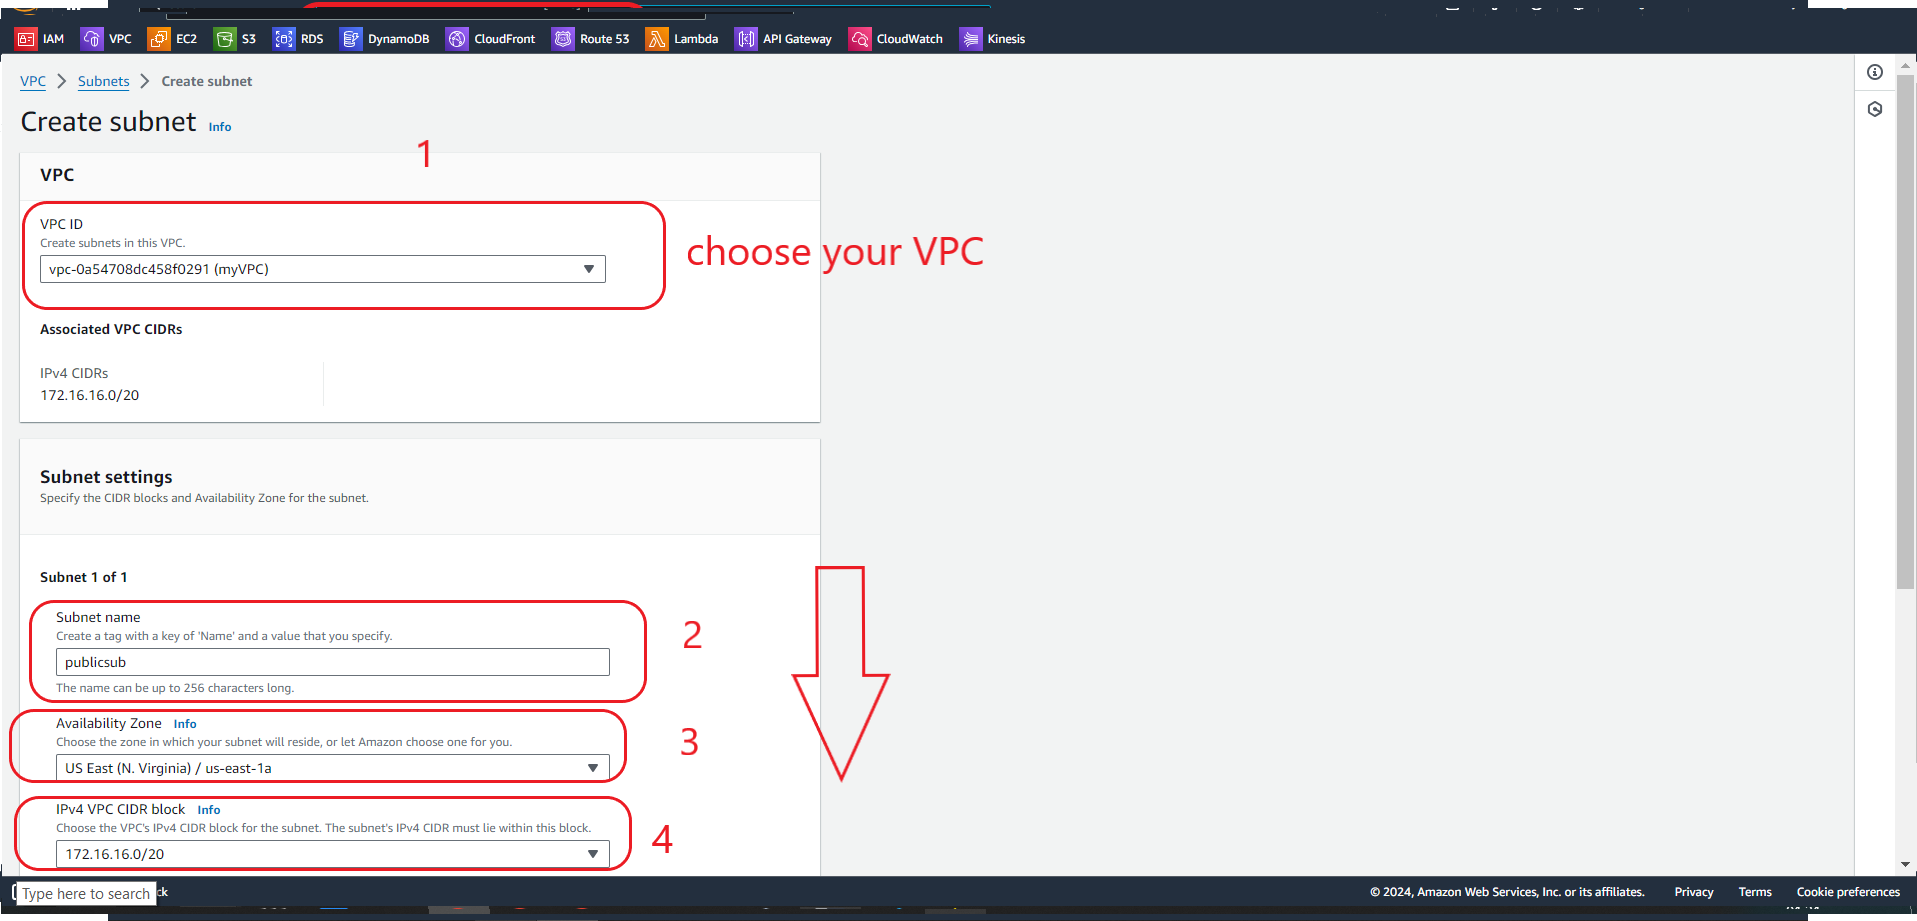 IAM VPC EC2 S3 RDS DynamoDB CloudFront Route 53 Lambda API Gateway CloudWatch Kinesis
VPC Subnets Create subnet
Create subnet Info
1
VPC
VPC ID
Create subnets in this VPC.
vpc-0a54708dc458f0291 (myVPC)
choose your VPC
Associated VPC CIDRs
IPv4 CIDRs
172.16.16.0/20
Subnet settings
Specify the CIDR blocks and Availability Zone for the subnet.
Subnet 1 of 1
Subnet name
Create a tag with a key of 'Name' and a value that you specify.
publicsub
The name can be up to 256 characters long.
2
Availability Zone Info
Choose the zone in which your subnet will reside, or let Amazon choose one for you.
US East (N. Virginia) / us-east-1a
3
IPv4 VPC CIDR block Info
Choose the VPC's IPv4 CIDR block for the subnet. The subnet's IPv4 CIDR must lie within this block.
172.16.16.0/20
4
Type here to search
© 2024, Amazon Web Services, Inc. or its affiliates. Privacy Terms Cookie preferences